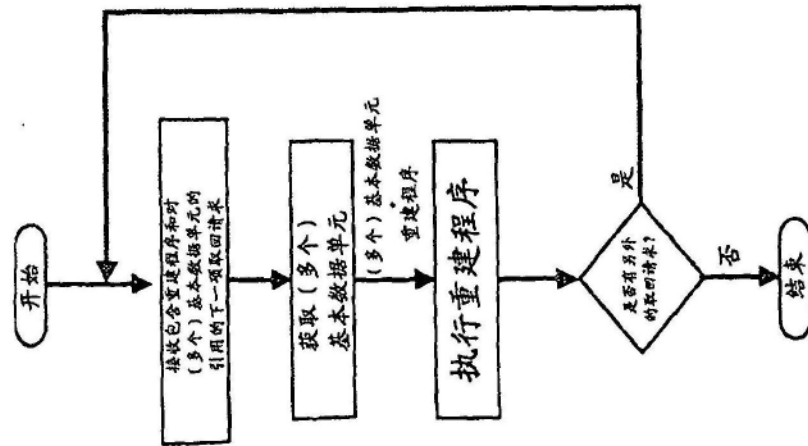 开始
接收包含重建程序和对
(多个)基本数据单元的
引用的下一项取回请求
获取(多个)
基本数据单元
(多个)基本数据单元
+
重建程序
执行重建程序
是否有另外
的取回请求?
是
否
结束